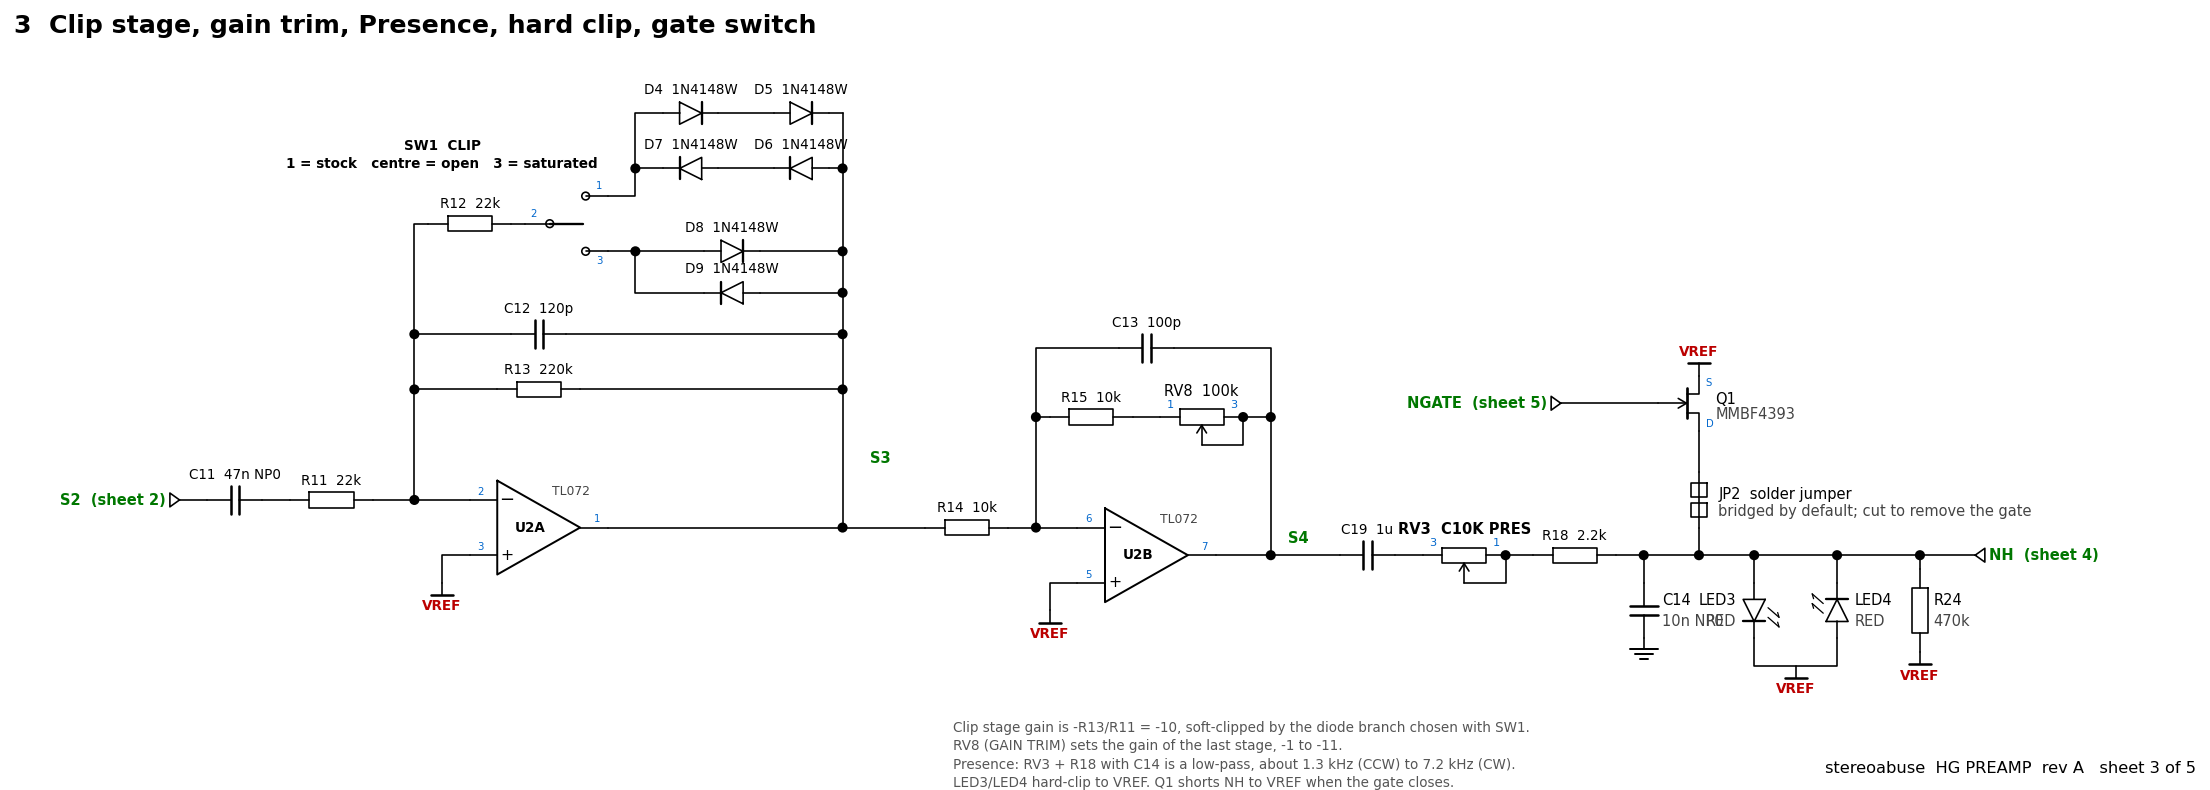 3  Clip stage, gain trim, Presence, hard clip, gate switch
D4  1N4148W
D5  1N4148W
SW1  CLIP
1 = stock   centre = open   3 = saturated
D7  1N4148W
D6  1N4148W
1
R12  22k
2
3
D8  1N4148W
D9  1N4148W
C12  120p
R13  220k
C13  100p
VREF
R15  10k
RV8  100k
1
3
NGATE  (sheet 5)
S
Q1
MMBF4393
D
S3
C11  47n NP0
R11  22k
S2  (sheet 2)
2
−
TL072
U2A
1
3
+
VREF
R14  10k
6
−
TL072
U2B
7
5
+
VREF
S4
C19  1u
RV3  C10K PRES
3
1
R18  2.2k
JP2  solder jumper
bridged by default; cut to remove the gate
NH  (sheet 4)
C14
10n NP0
LED3
RED
LED4
RED
R24
470k
VREF
VREF
Clip stage gain is -R13/R11 = -10, soft-clipped by the diode branch chosen with SW1.
RV8 (GAIN TRIM) sets the gain of the last stage, -1 to -11.
Presence: RV3 + R18 with C14 is a low-pass, about 1.3 kHz (CCW) to 7.2 kHz (CW).
LED3/LED4 hard-clip to VREF. Q1 shorts NH to VREF when the gate closes.
stereoabuse  HG PREAMP  rev A   sheet 3 of 5